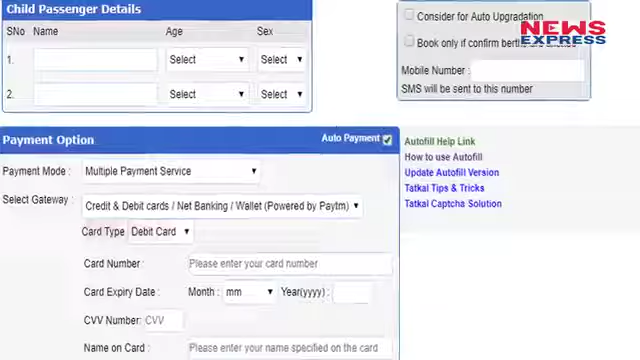 Child Passenger Details
SNo Name Age Sex
1. Select Select
2. Select Select
Consider for Auto Upgradation
Book only if confirm berths are
Mobile Number :
SMS will be sent to this number
NEWS
EXPRESS
Payment Option Auto Payment
Payment Mode : Multiple Payment Service
Select Gateway: Credit & Debit cards / Net Banking / Wallet (Powered by Paytm)
Card Type Debit Card
Card Number: Please enter your card number
Card Expiry Date: Month : mm Year(yyyy) :
CVV Number: CVV
Name on Card: Please enter your name specified on the card
Autofill Help Link
How to use Autofill
Update Autofill Version
Tatkal Tips & Tricks
Tatkal Captcha Solution